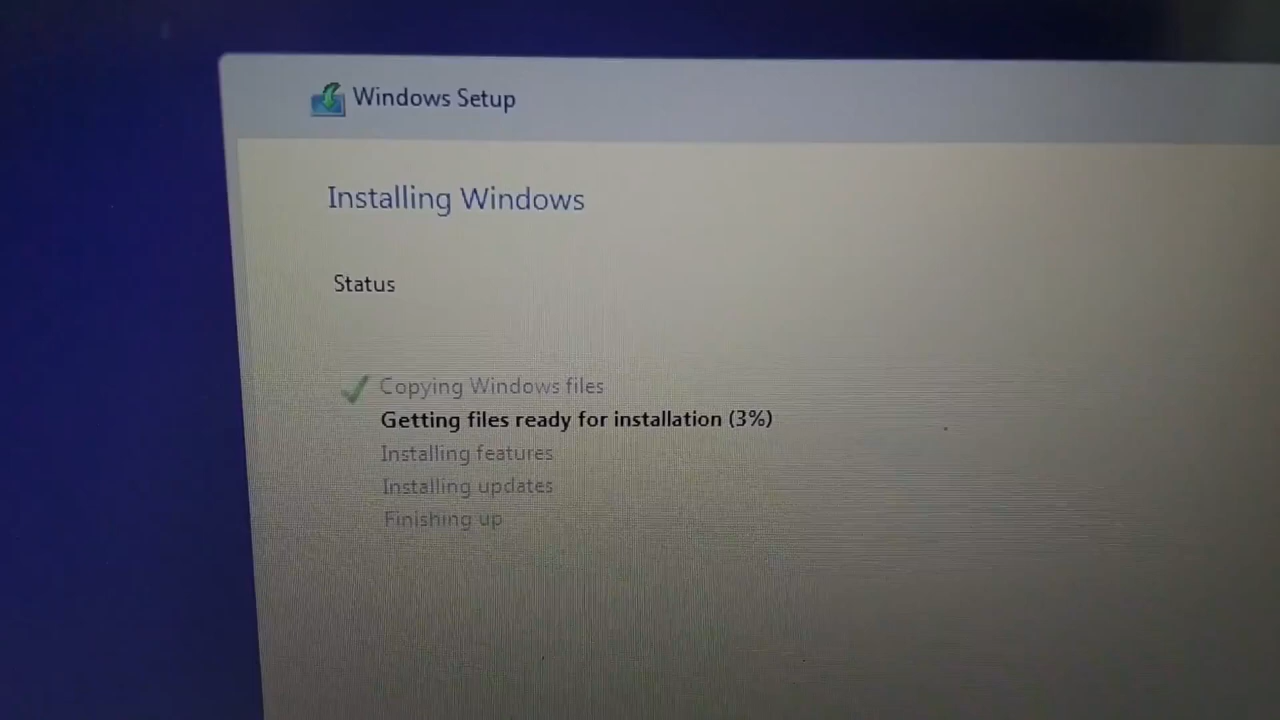 Windows Setup
Installing Windows
Status
Copying Windows files
Getting files ready for installation (3%)
Installing features
Installing updates
Finishing up